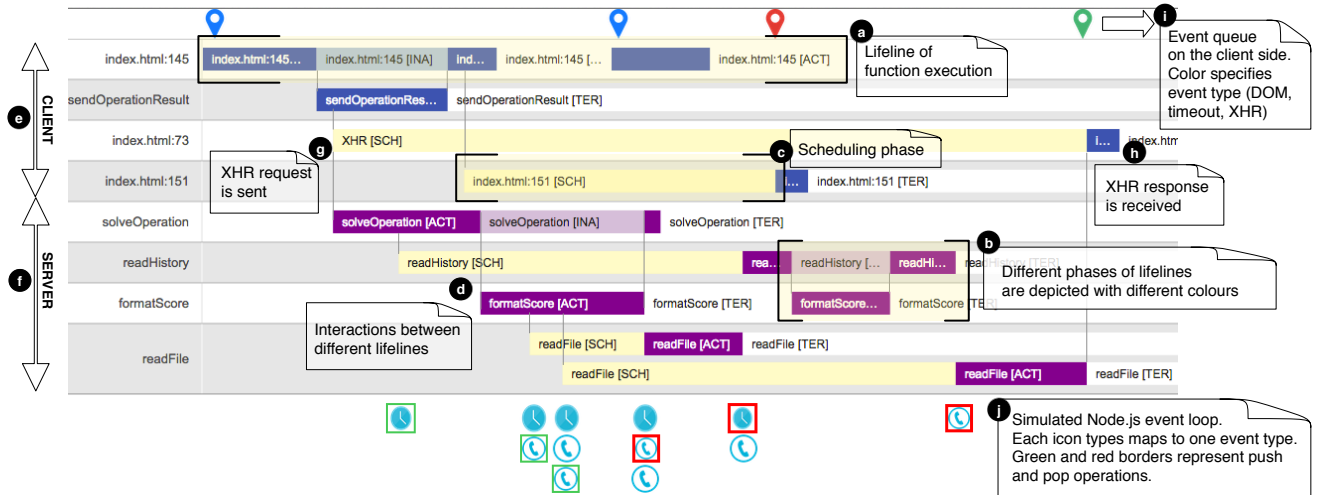 i
Event queue
on the client side.
Color specifies
event type (DOM,
timeout, XHR)
a
Lifeline of
function execution
index.html:145
index.html:145...
index.html:145 [INA]
ind...
index.html:145 [...
index.html:145 [ACT]
sendOperationResult
sendOperationRes...
sendOperationResult [TER]
e
CLIENT
index.html:73
XHR [SCH]
i...
index.htm
g
XHR request
is sent
c
Scheduling phase
h
XHR response
is received
index.html:151
index.html:151 [SCH]
index.html:151 [TER]
solveOperation
solveOperation [ACT]
solveOperation [INA]
solveOperation [TER]
f
SERVER
readHistory
readHistory [SCH]
rea...
readHistory [...
readHi...
readHistory [TER]
b
Different phases of lifelines
are depicted with different colours
d
Interactions between
different lifelines
formatScore
formatScore [ACT]
formatScore [TER]
formatScore...
formatScore [TER]
readFile
readFile [SCH]
readFile [ACT]
readFile [TER]
readFile [SCH]
readFile [ACT]
readFile [TER]
j
Simulated Node.js event loop.
Each icon types maps to one event type.
Green and red borders represent push
and pop operations.